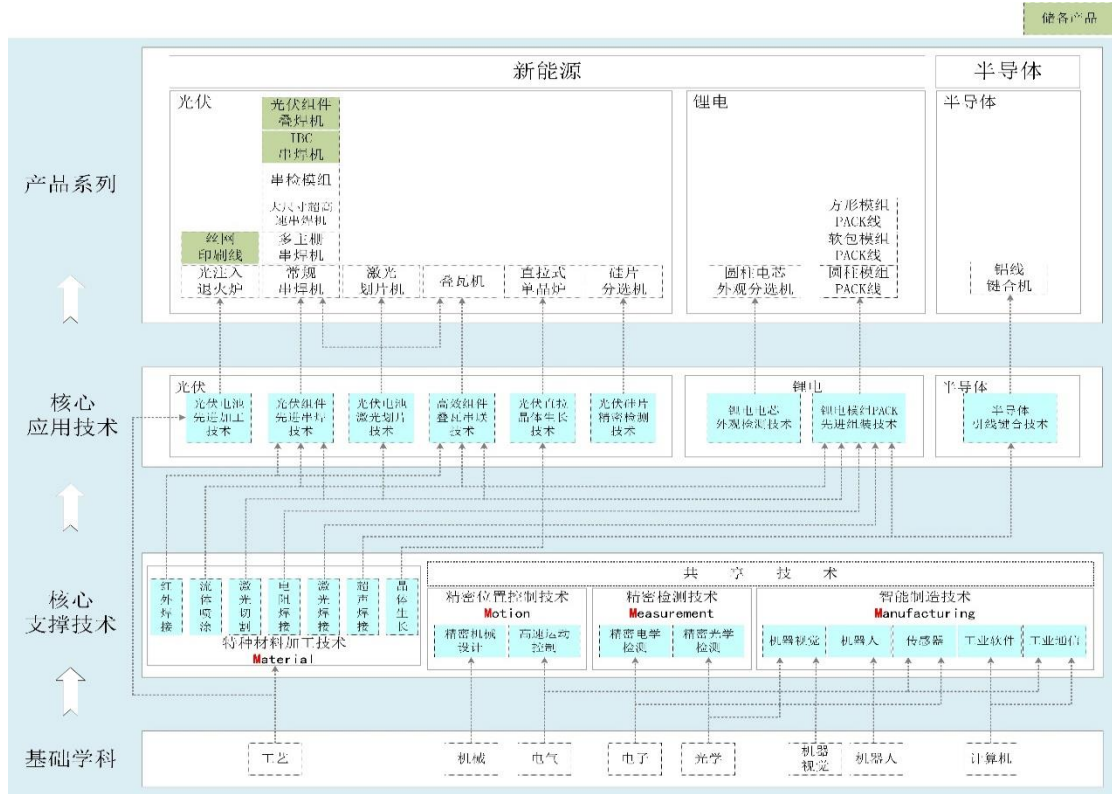 储备产品
新能源
半导体
产品系列
光伏
光伏组件
叠焊机
IBC
串焊机
串检模组
大尺寸超高
速串焊机
丝网
印刷线
多主栅
串焊机
光注入
退火炉
常规
串焊机
激光
划片机
叠瓦机
直拉式
单晶炉
硅片
分选机
锂电
方形模组
PACK线
软包模组
PACK线
圆柱电芯
外观分选机
圆柱模组
PACK线
半导体
铝线
键合机
核心
应用技术
光伏
光伏电池
先进加工
技术
光伏组件
先进串焊
技术
光伏电池
激光划片
技术
高效组件
叠瓦串联
技术
光伏直拉
晶体生长
技术
光伏硅片
精密检测
技术
锂电
锂电电芯
外观检测技术
锂电模组PACK
先进组装技术
半导体
半导体
引线键合技术
核心
支撑技术
红外焊接
流体喷涂
激光切割
电阻焊接
激光焊接
超声焊接
晶体生长
特种材料加工技术
Material
共享技术
精密位置控制技术
Motion
精密机械
设计
高速运动
控制
精密检测技术
Measurement
精密电学
检测
精密光学
检测
智能制造技术
Manufacturing
机器视觉
机器人
传感器
工业软件
工业通信
基础学科
工艺
机械
电气
电子
光学
机器
视觉
机器人
计算机